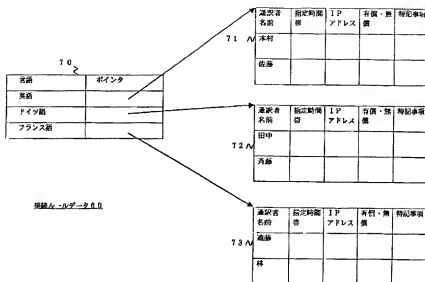 70
言語 ポインタ
英語
ドイツ語
フランス語
接続ルールデータ60
71
通訳者名前 指定時間帯 IPアドレス 有償・無償 特記事項
木村
佐藤
72
通訳者名前 指定時間帯 IPアドレス 有償・無償 特記事項
田中
斉藤
73
通訳者名前 指定時間帯 IPアドレス 有償・無償 特記事項
遠藤
林